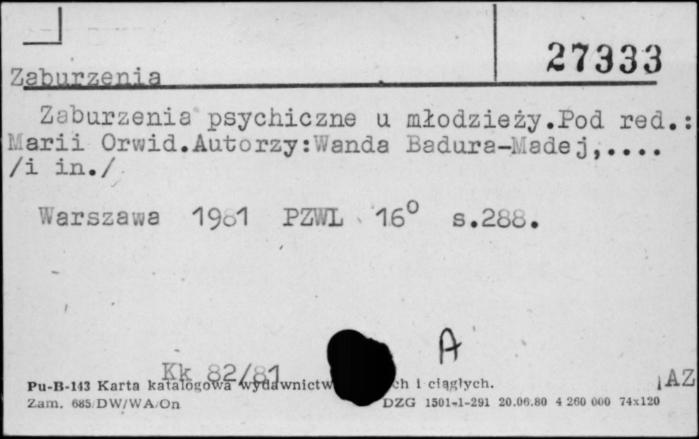 27333
Zaburzenia
Zaburzenia psychiczne u młodzieży.Pod red.:
Marii Orwid.Autorzy:Wanda Badura-Madej,....
/i in./
Warszawa 1981 PZWL 16° s.288.
A
Kk 82/81
Pu-B-143 Karta katalogowa wydawnictw ch i ciągłych.
AZ
Zam. 685/DW/WA/On DZG 1501-1-291 20.06.80 4 260 000 74x120